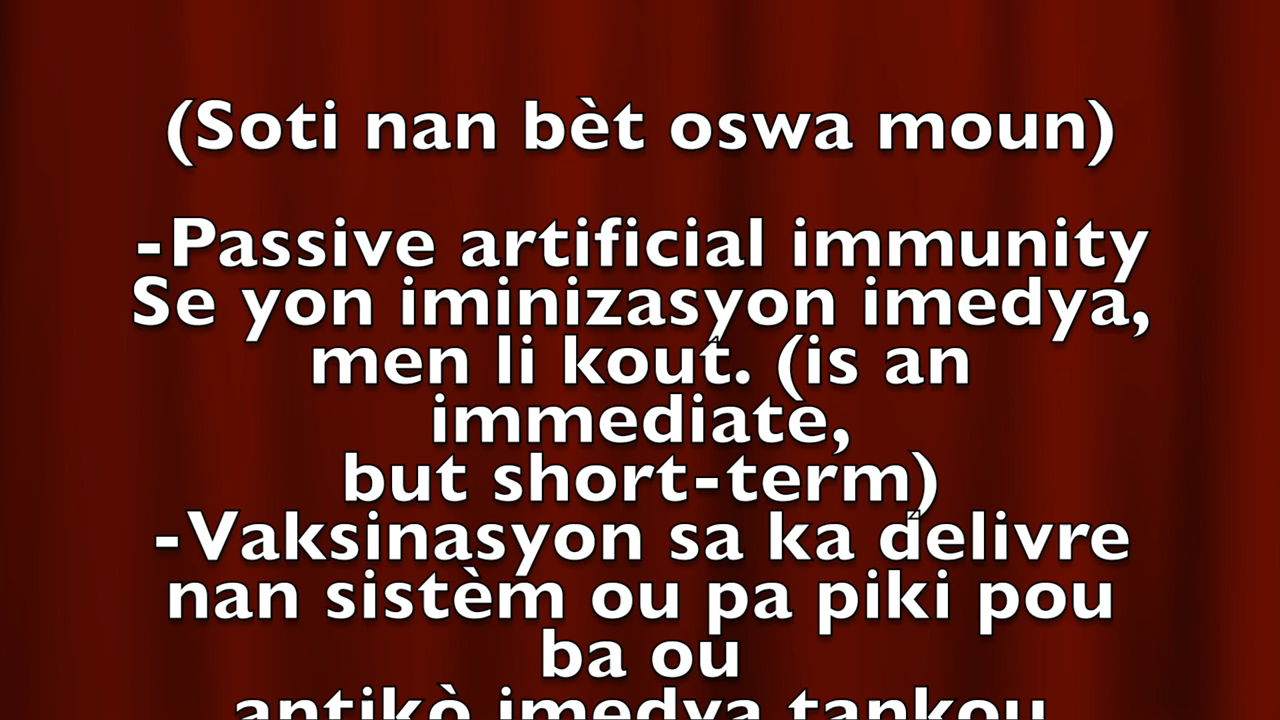 (Soti nan bèt oswa moun)
-Passive artificial immunity
Se yon iminizasyon imedya,
men li kout. (is an
immediate,
but short-term)
-Vaksinasyon sa ka delivre
nan sistèm ou pa piki pou
ba ou
antikò imedya tankou